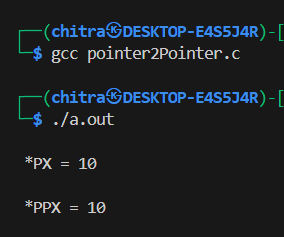 ┌──(chitra㉿DESKTOP-E4S5J4R)-[
└─$ gcc pointer2Pointer.c
┌──(chitra㉿DESKTOP-E4S5J4R)-[
└─$ ./a.out
*PX = 10
*PPX = 10